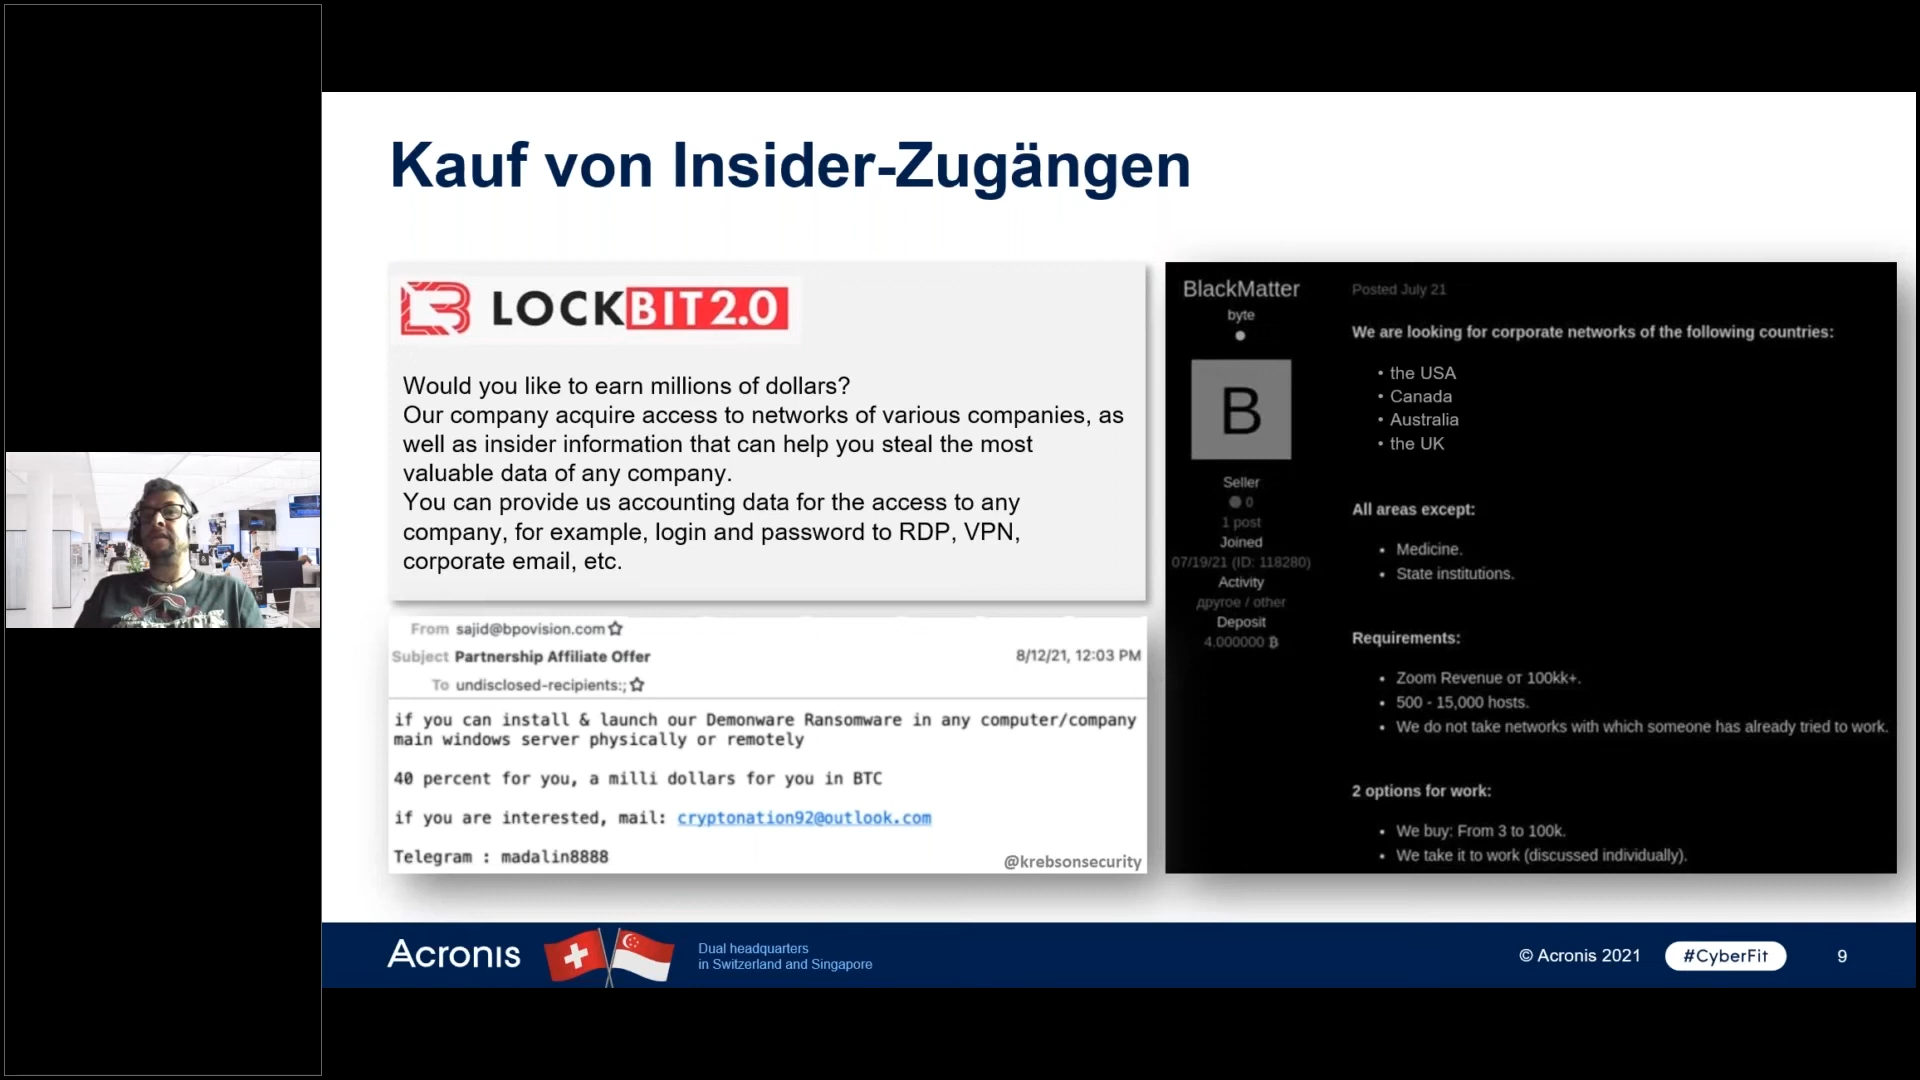 Kauf von Insider-Zugängen
LOCKBIT 2.0
Would you like to earn millions of dollars?
Our company acquire access to networks of various companies, as
well as insider information that can help you steal the most
valuable data of any company.
You can provide us accounting data for the access to any
company, for example, login and password to RDP, VPN,
corporate email, etc.
From sajid@bpovision.com
Subject Partnership Affiliate Offer
8/12/21, 12:03 PM
To undisclosed-recipients:;
if you can install & launch our Demonware Ransomware in any computer/company
main windows server physically or remotely
40 percent for you, a milli dollars for you in BTC
if you are interested, mail: cryptonation92@outlook.com
Telegram : madalin8888
@krebsonsecurity
BlackMatter
byte
B
Seller
0
1 post
Joined
07/19/21 (ID: 118280)
Activity
другое / other
Deposit
4.000000 ₿
Posted July 21
We are looking for corporate networks of the following countries:
• the USA
• Canada
• Australia
• the UK
All areas except:
• Medicine.
• State institutions.
Requirements:
• Zoom Revenue от 100kk+.
• 500 - 15,000 hosts.
• We do not take networks with which someone has already tried to work.
2 options for work:
• We buy: From 3 to 100k.
• We take it to work (discussed individually).
Acronis
Dual headquarters
in Switzerland and Singapore
© Acronis 2021
#CyberFit
9